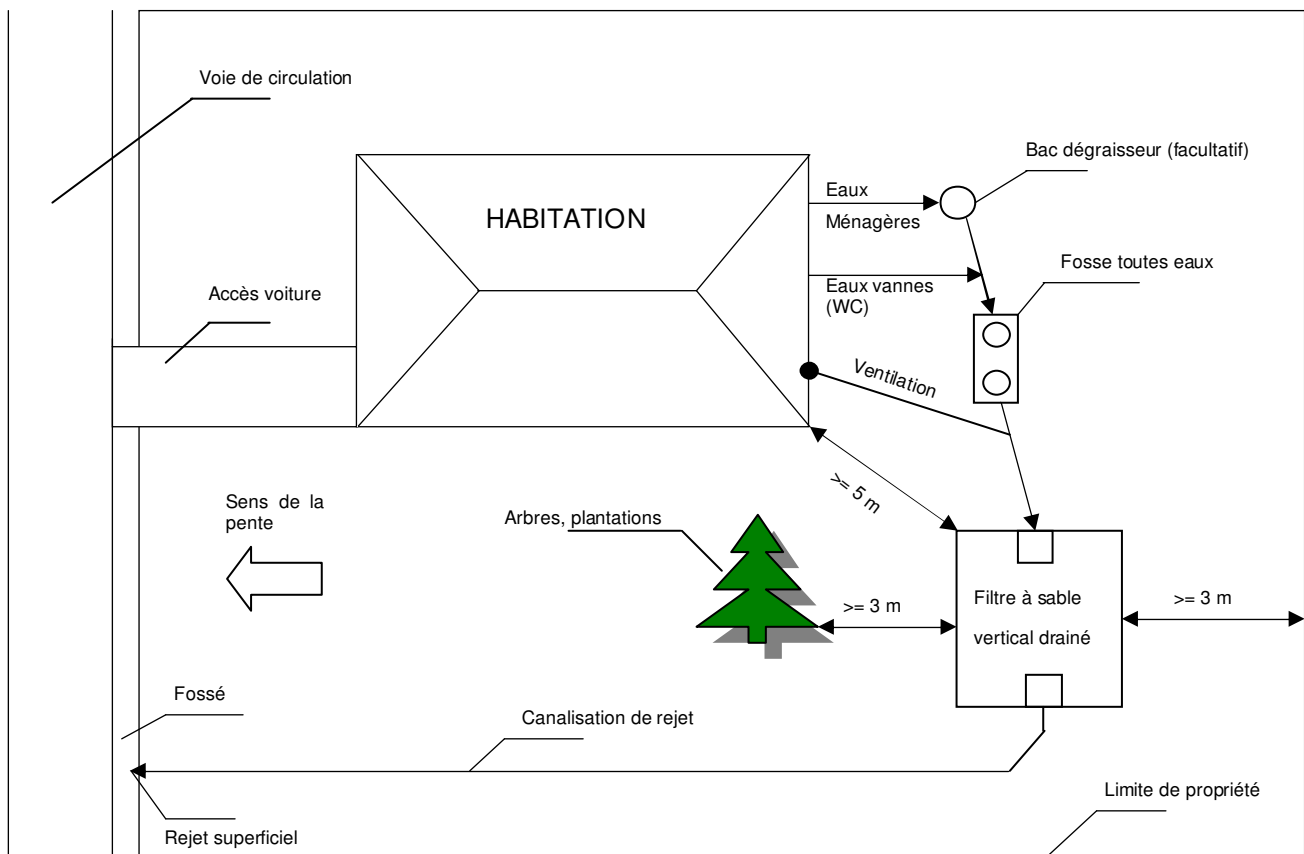 Voie de circulation
Bac dégraisseur (facultatif)
HABITATION
Eaux
Ménagères
Fosse toutes eaux
Eaux vannes
(WC)
Accès voiture
Ventilation
>= 5 m
Sens de la
pente
Arbres, plantations
>= 3 m
Filtre à sable
vertical drainé
>= 3 m
Fossé
Canalisation de rejet
Limite de propriété
Rejet superficiel